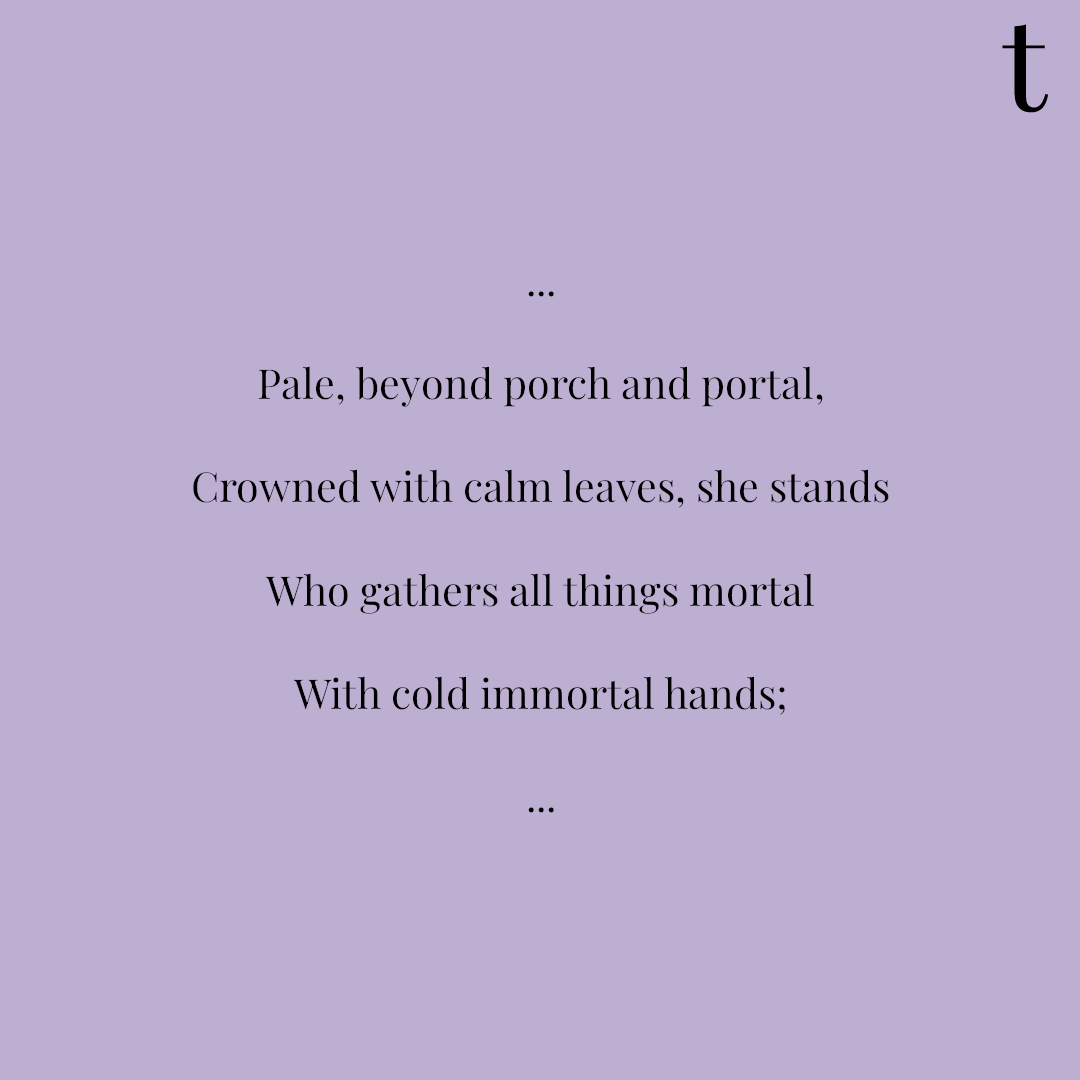 t
...
Pale, beyond porch and portal,
Crowned with calm leaves, she stands
Who gathers all things mortal
With cold immortal hands;
...